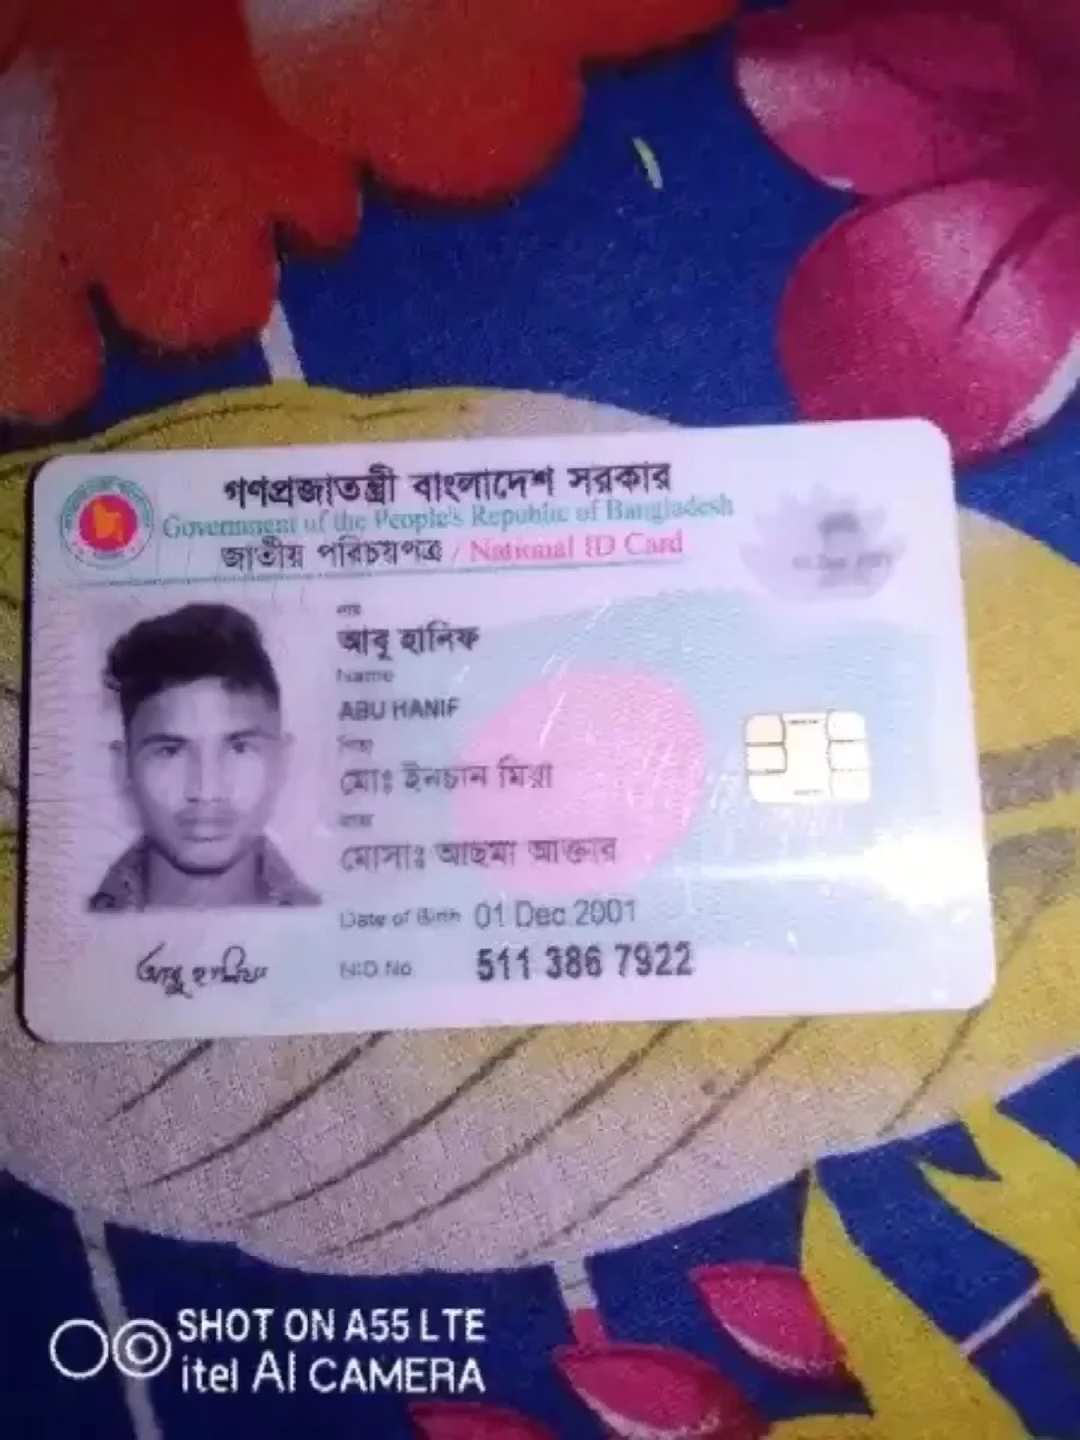 গণপ্রজাতন্ত্রী বাংলাদেশ সরকার
Government of the People's Republic of Bangladesh
জাতীয় পরিচয়পত্র / National ID Card
নাম
আবু হানিফ
Name
ABU HANIF
পিতা
মোঃ ইনচান মিয়া
মাতা
মোসাঃ আছমা আক্তার
Date of Birth 01 Dec 2001
আবু হানিফ
NID No 511 386 7922
SHOT ON A55 LTE
itel AI CAMERA